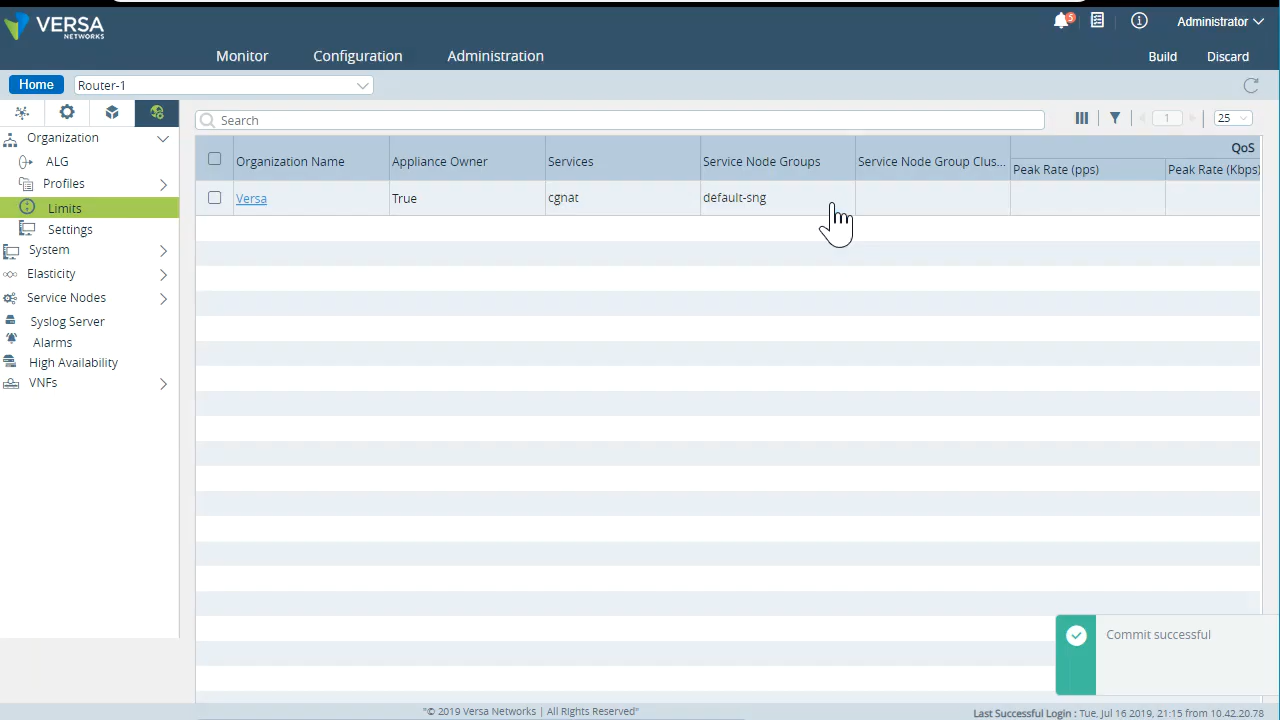 VERSA
NETWORKS
5
Administrator
Monitor
Configuration
Administration
Build
Discard
Home
Router-1
Organization
ALG
Profiles
Limits
Settings
System
Elasticity
Service Nodes
Syslog Server
Alarms
High Availability
VNFs
Search
1
25
QoS
Organization Name
Appliance Owner
Services
Service Node Groups
Service Node Group Clus...
Peak Rate (pps)
Peak Rate (Kbps)
Versa
True
cgnat
default-sng
Commit successful
"© 2019 Versa Networks | All Rights Reserved"
Last Successful Login : Tue, Jul 16 2019, 21:15 from 10.42.20.78